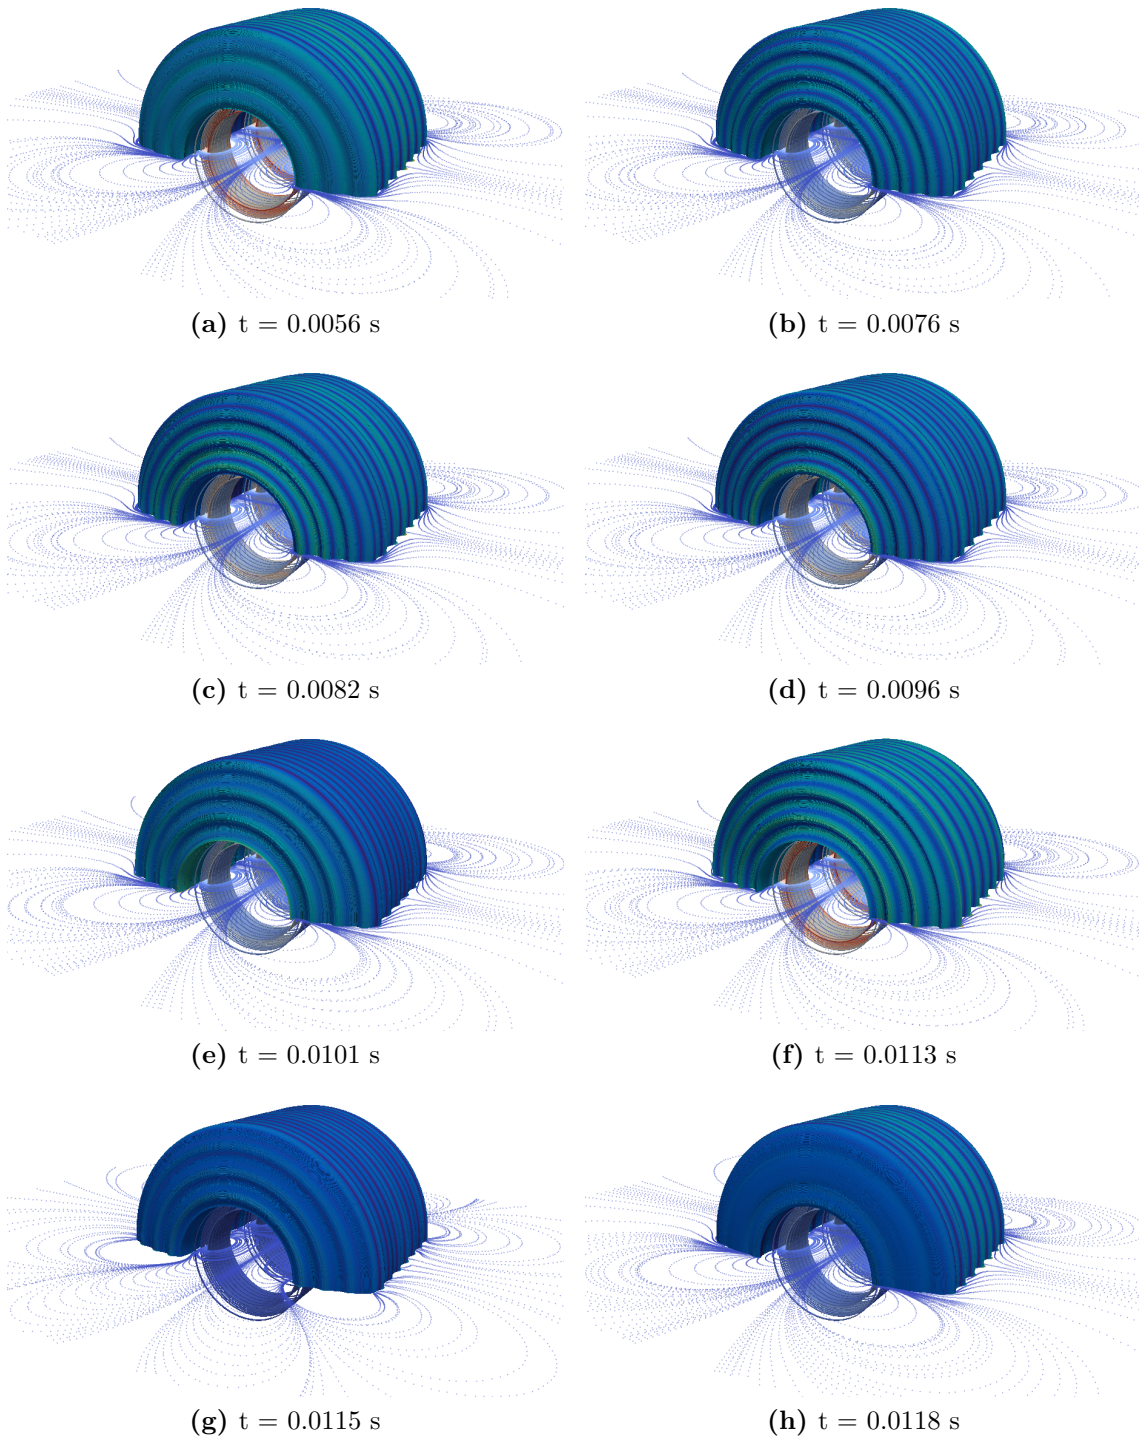 (a) t = 0.0056 s
(b) t = 0.0076 s
(c) t = 0.0082 s
(d) t = 0.0096 s
(e) t = 0.0101 s
(f) t = 0.0113 s
(g) t = 0.0115 s
(h) t = 0.0118 s